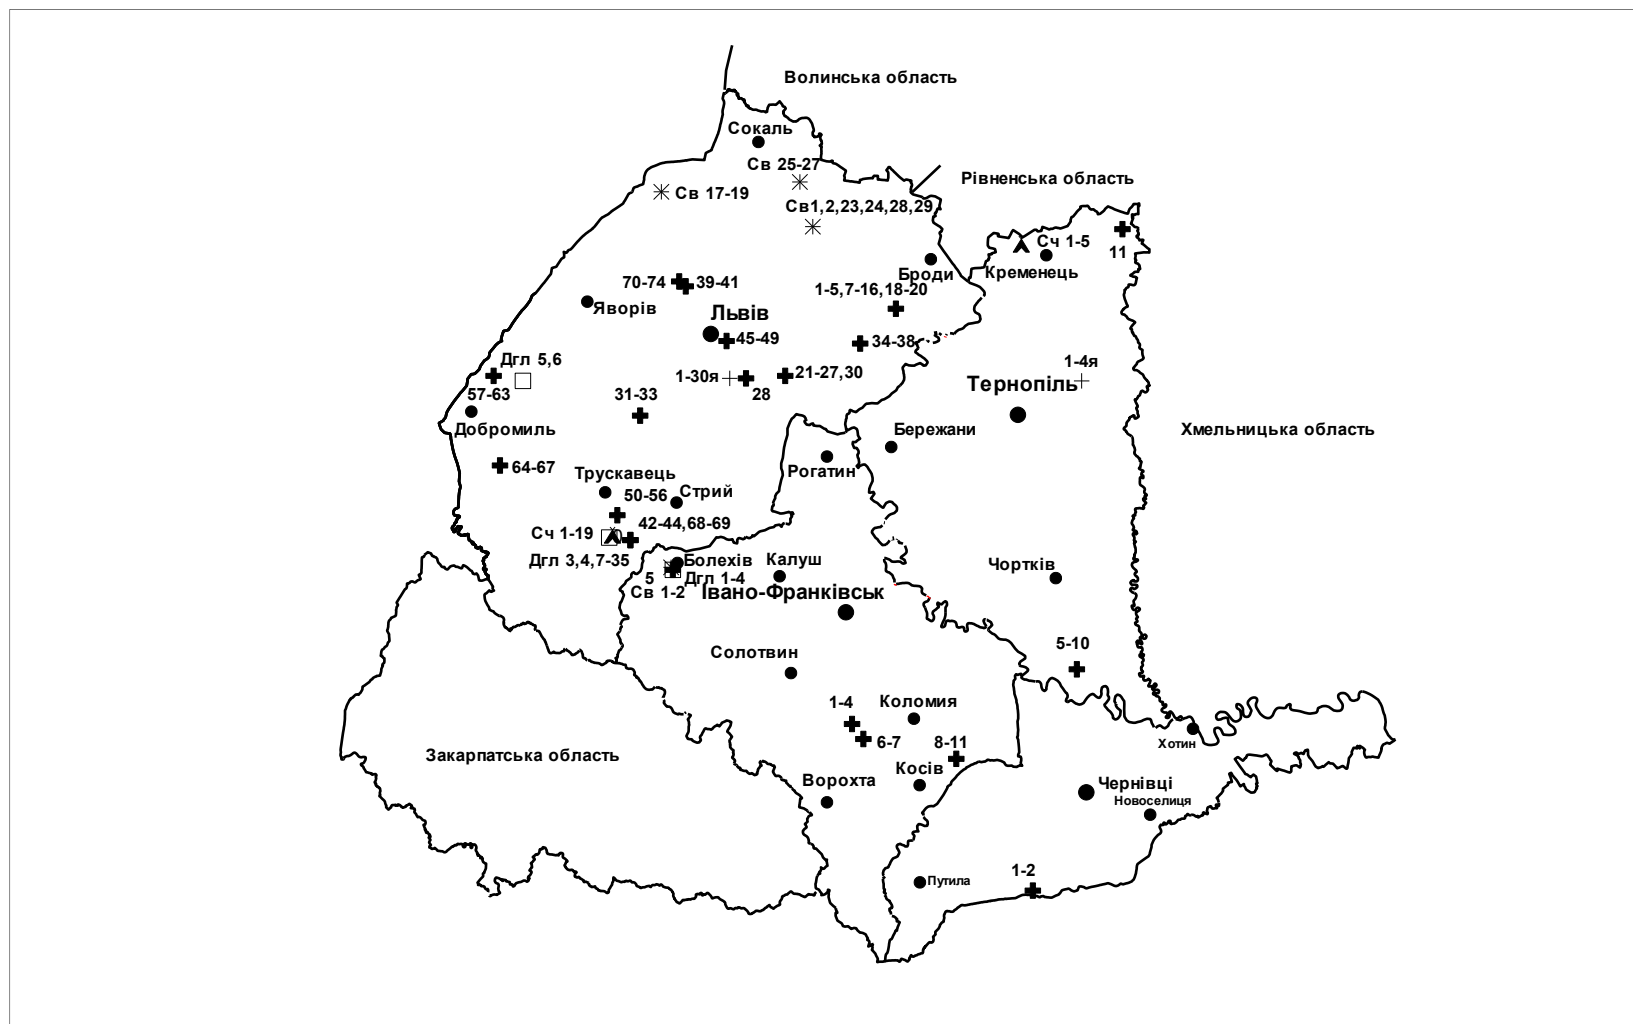 Волинська область
Сокаль
Св 25-27
Рівненська область
Св 17-19
Св1,2,23,24,28,29
Сч 1-5
11
Кременець
Броди
70-74
39-41
1-5,7-16,18-20
Яворів
Львів
45-49
34-38
Дгл 5,6
1-4я
1-30я
21-27,30
Тернопіль
57-63
31-33
28
Добромиль
Бережани
Хмельницька область
64-67
Трускавець
Рогатин
50-56
Стрий
42-44,68-69
Сч 1-19
Дгл 3,4,7-35
Болехів
Калуш
Чортків
5
Дгл 1-4
Св 1-2
Івано-Франківськ
5-10
Солотвин
1-4
Коломия
6-7
8-11
Хотин
Закарпатська область
Косів
Ворохта
Чернівці
Новоселиця
1-2
Путила